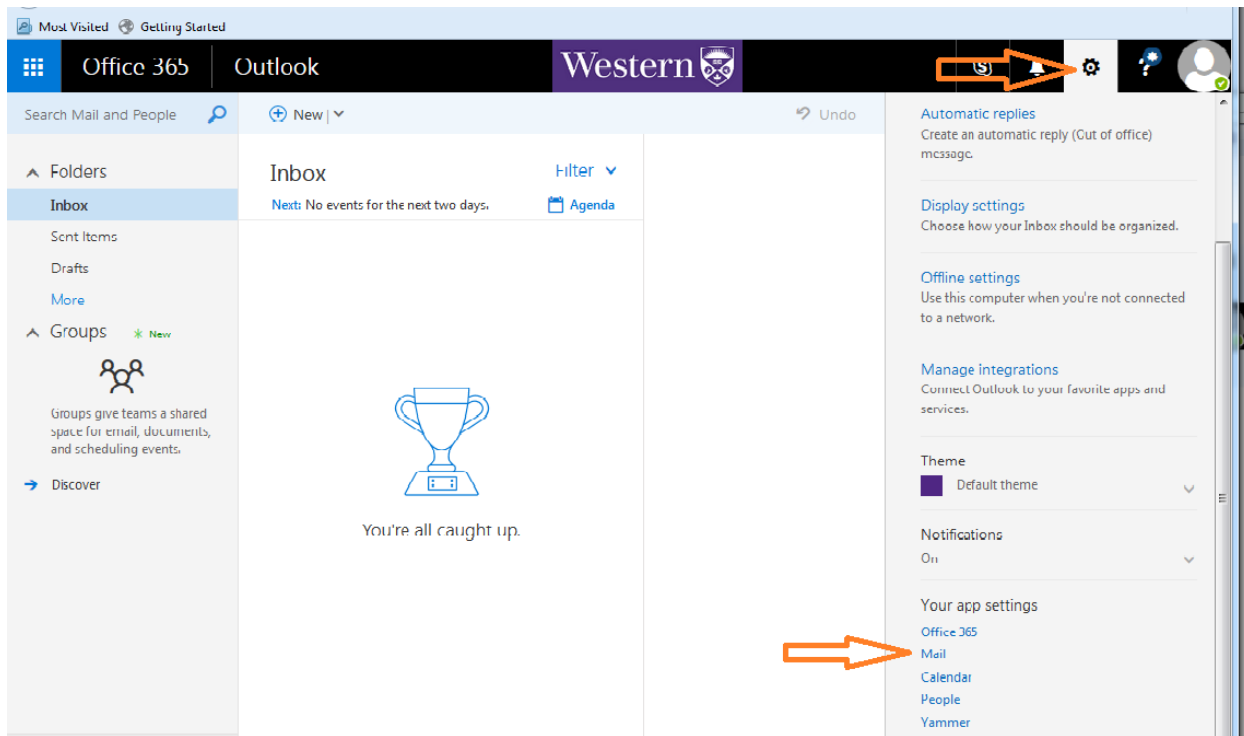 Most Visited Getting Started
Office 365 Outlook Western
Search Mail and People
New
Undo
Folders
Inbox
Sent Items
Drafts
More
Groups New
Groups give teams a shared
space for email, documents,
and scheduling events.
Discover
Inbox
Filter
Next: No events for the next two days.
Agenda
You're all caught up.
Automatic replies
Create an automatic reply (Out of office)
message.
Display settings
Choose how your Inbox should be organized.
Offline settings
Use this computer when you're not connected
to a network.
Manage integrations
Connect Outlook to your favorite apps and
services.
Theme
Default theme
Notifications
On
Your app settings
Office 365
Mail
Calendar
People
Yammer